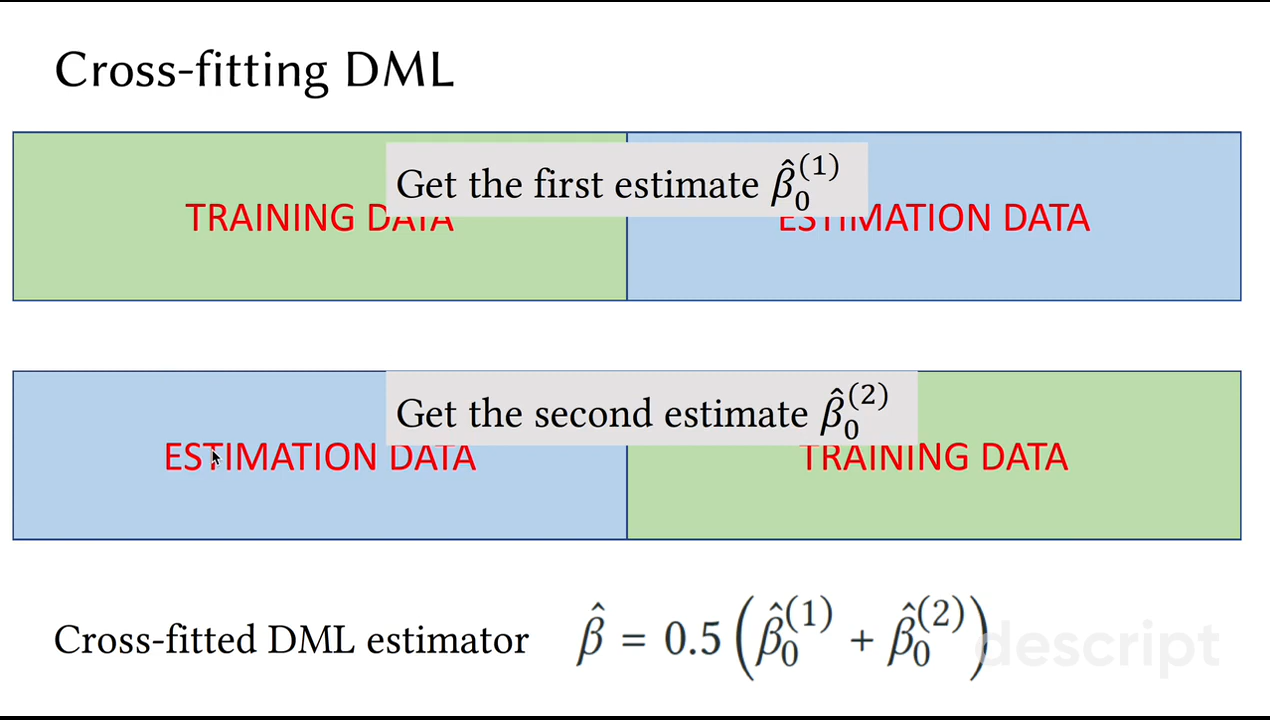 Cross-fitting DML
Get the first estimate β̂₀⁽¹⁾
TRAINING DATA
ESTIMATION DATA
Get the second estimate β̂₀⁽²⁾
ESTIMATION DATA
TRAINING DATA
Cross-fitted DML estimator β̂ = 0.5 (β̂₀⁽¹⁾ + β̂₀⁽²⁾)
descript